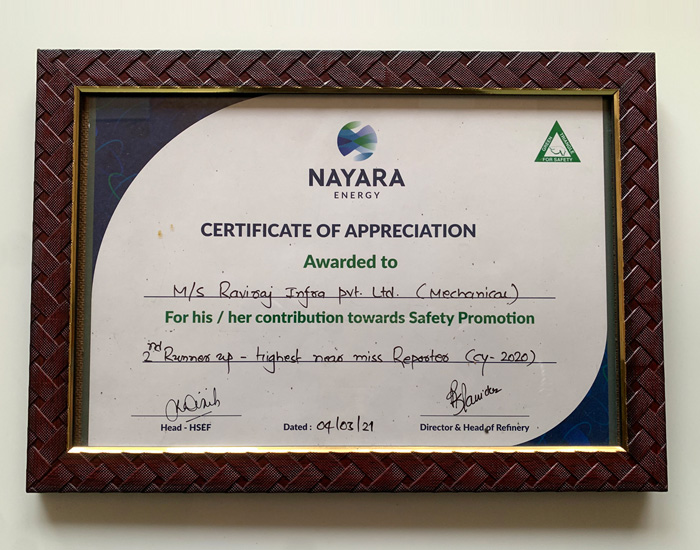 NAYARA
ENERGY
FOR SAFETY
CERTIFICATE OF APPRECIATION
Awarded to
M/S Raviraj Infra pvt. Ltd. (Mechanical)
For his / her contribution towards Safety Promotion
2nd Runner up - Highest near miss Reporter (cy-2020)
Head - HSEF
Dated : 04/03/21
Director & Head of Refinery